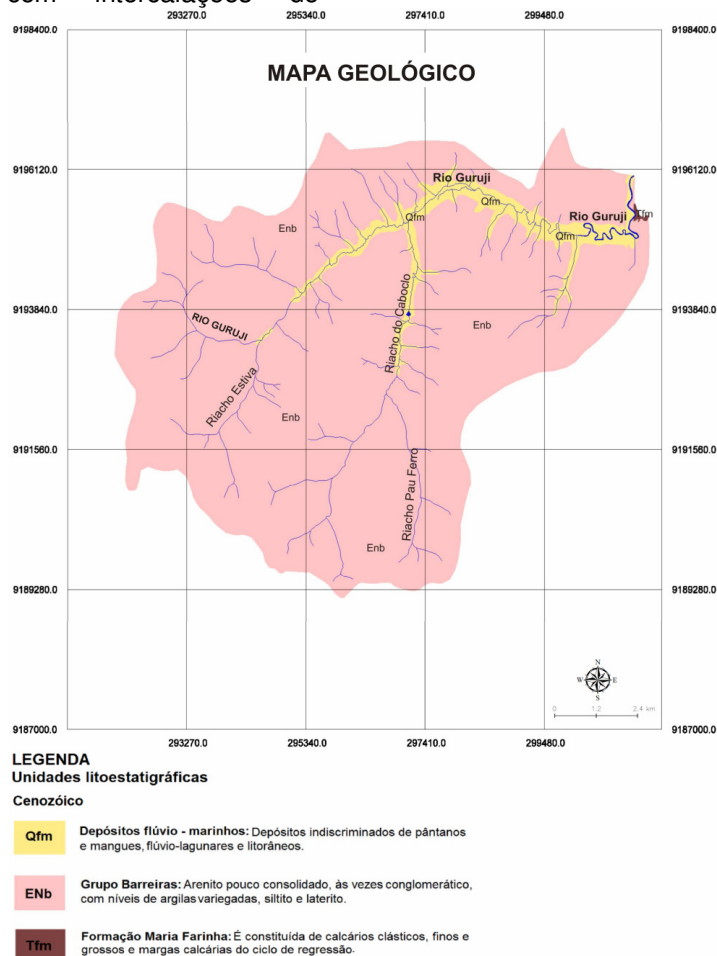 com intercalações de
293270.0 295340.0 297410.0 299480.0
9198400.0 9198400.0
MAPA GEOLÓGICO
9196120.0 9196120.0
Rio Guruji
Qfm
Qfm
Rio Guruji
Tfm
Enb
Qfm
9193840.0 9193840.0
RIO GURUJI
Riacho do Caboclo
Enb
Riacho Estiva
Enb
9191560.0 9191560.0
Riacho Pau Ferro
Enb
9189280.0 9189280.0
N
W E
S
0 1.2 2.4 km
9187000.0 9187000.0
293270.0 295340.0 297410.0 299480.0
LEGENDA
Unidades litoestatigráficas
Cenozóico
Qfm
Depósitos flúvio - marinhos: Depósitos indiscriminados de pântanos
e mangues, flúvio-lagunares e litorâneos.
ENb
Grupo Barreiras: Arenito pouco consolidado, às vezes conglomerático,
com níveis de argilas variegadas, siltito e laterito.
Tfm
Formação Maria Farinha: É constituída de calcários clásticos, finos e
grossos e margas calcárias do ciclo de regressão.